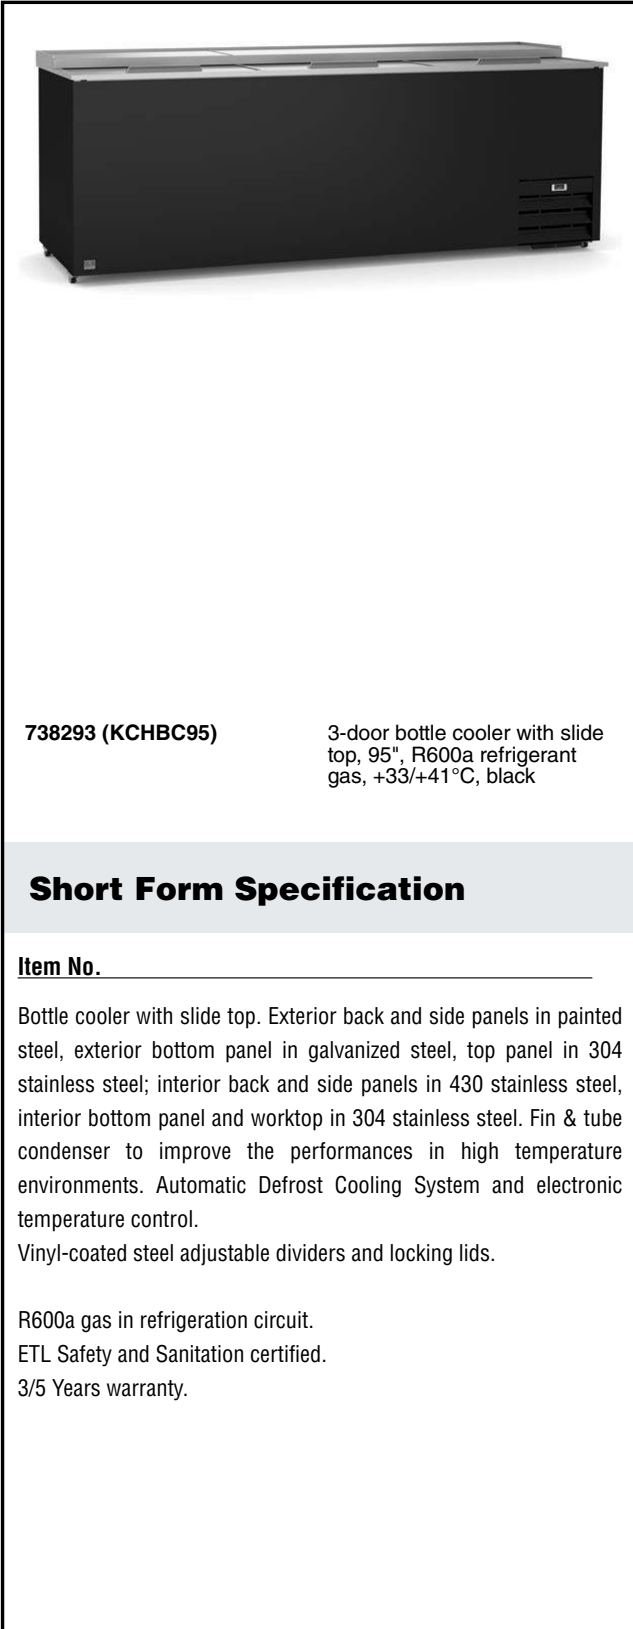 738293 (KCHBC95)
3-door bottle cooler with slide
top, 95", R600a refrigerant
gas, +33/+41°C, black
Short Form Specification
Item No.
Bottle cooler with slide top. Exterior back and side panels in painted
steel, exterior bottom panel in galvanized steel, top panel in 304
stainless steel; interior back and side panels in 430 stainless steel,
interior bottom panel and worktop in 304 stainless steel. Fin & tube
condenser to improve the performances in high temperature
environments. Automatic Defrost Cooling System and electronic
temperature control.
Vinyl-coated steel adjustable dividers and locking lids.
R600a gas in refrigeration circuit.
ETL Safety and Sanitation certified.
3/5 Years warranty.